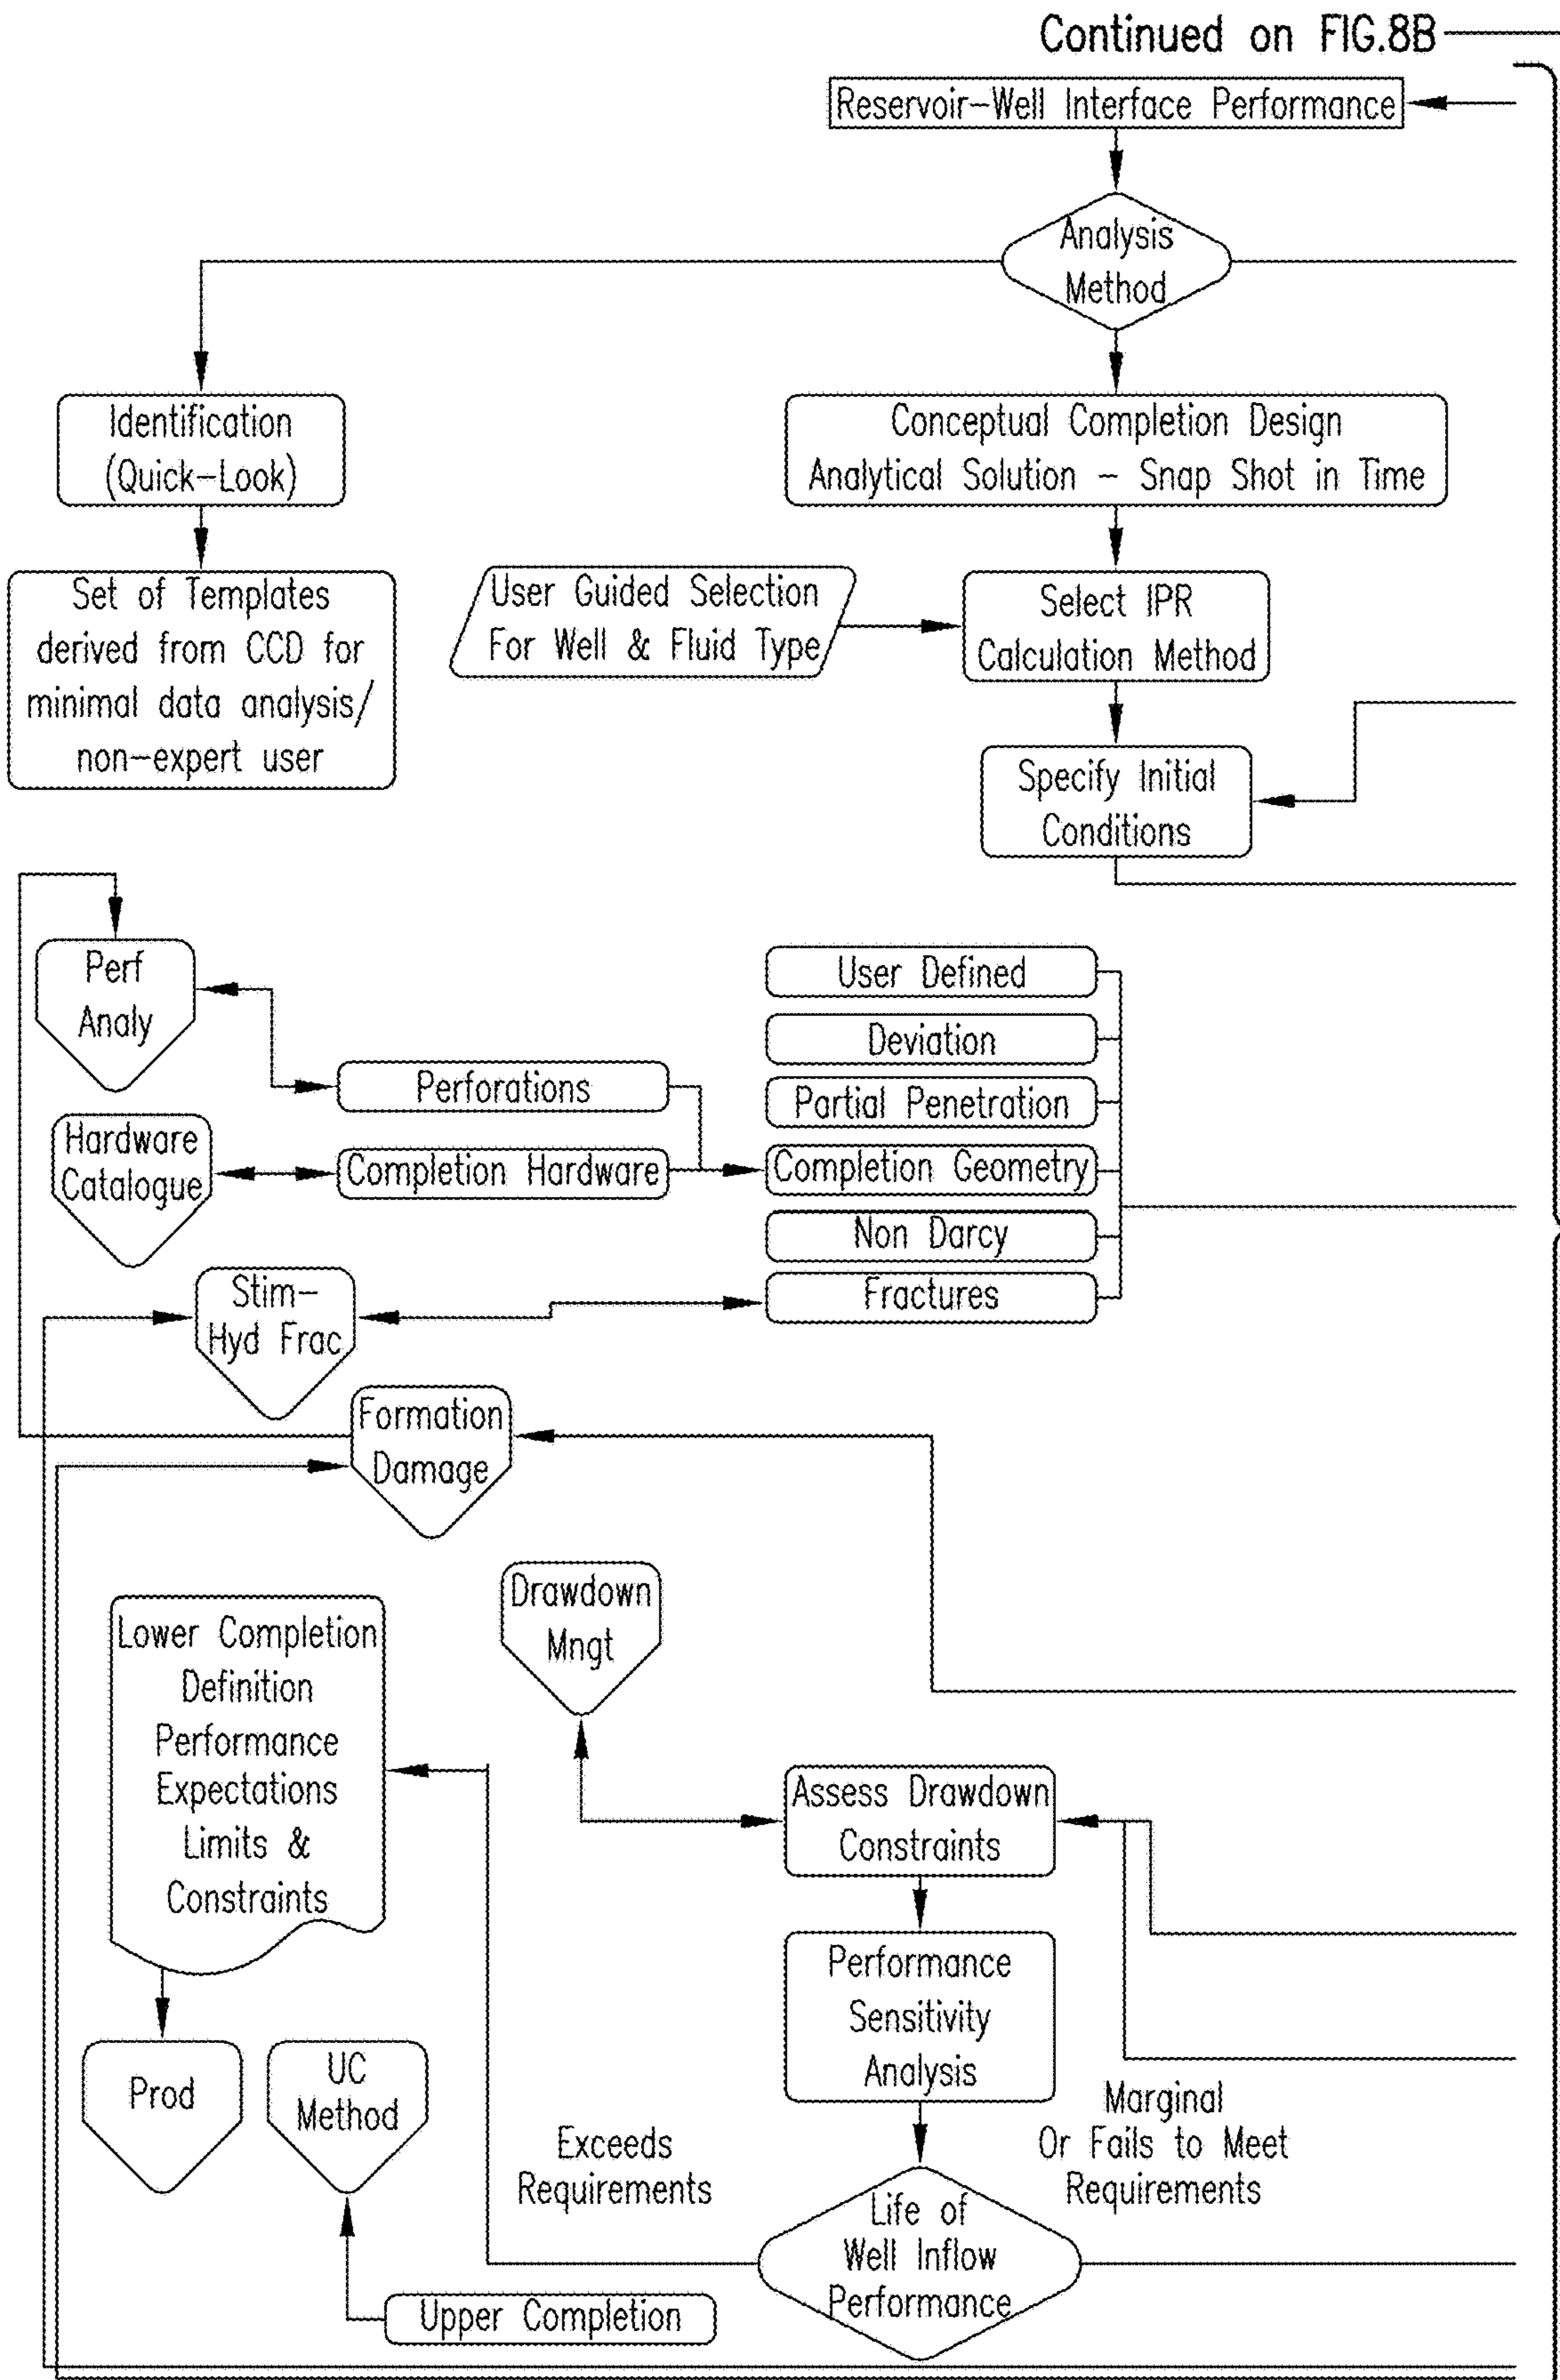 Continued on FIG.8B
Reservoir-Well Interface Performance
Analysis
Method
Identification
(Quick-Look)
Conceptual Completion Design
Analytical Solution - Snap Shot in Time
Set of Templates
derived from CCD for
minimal data analysis/
non-expert user
User Guided Selection
For Well & Fluid Type
Select IPR
Calculation Method
Specify Initial
Conditions
Perf
Analy
User Defined
Deviation
Perforations
Partial Penetration
Hardware
Catalogue
Completion Hardware
Completion Geometry
Non Darcy
Stim-
Hyd Frac
Fractures
Formation
Damage
Drawdown
Mngt
Lower Completion
Definition
Performance
Expectations
Limits &
Constraints
Assess Drawdown
Constraints
Performance
Sensitivity
Analysis
Prod
UC
Method
Exceeds
Requirements
Marginal
Or Fails to Meet
Requirements
Life of
Well Inflow
Performance
Upper Completion